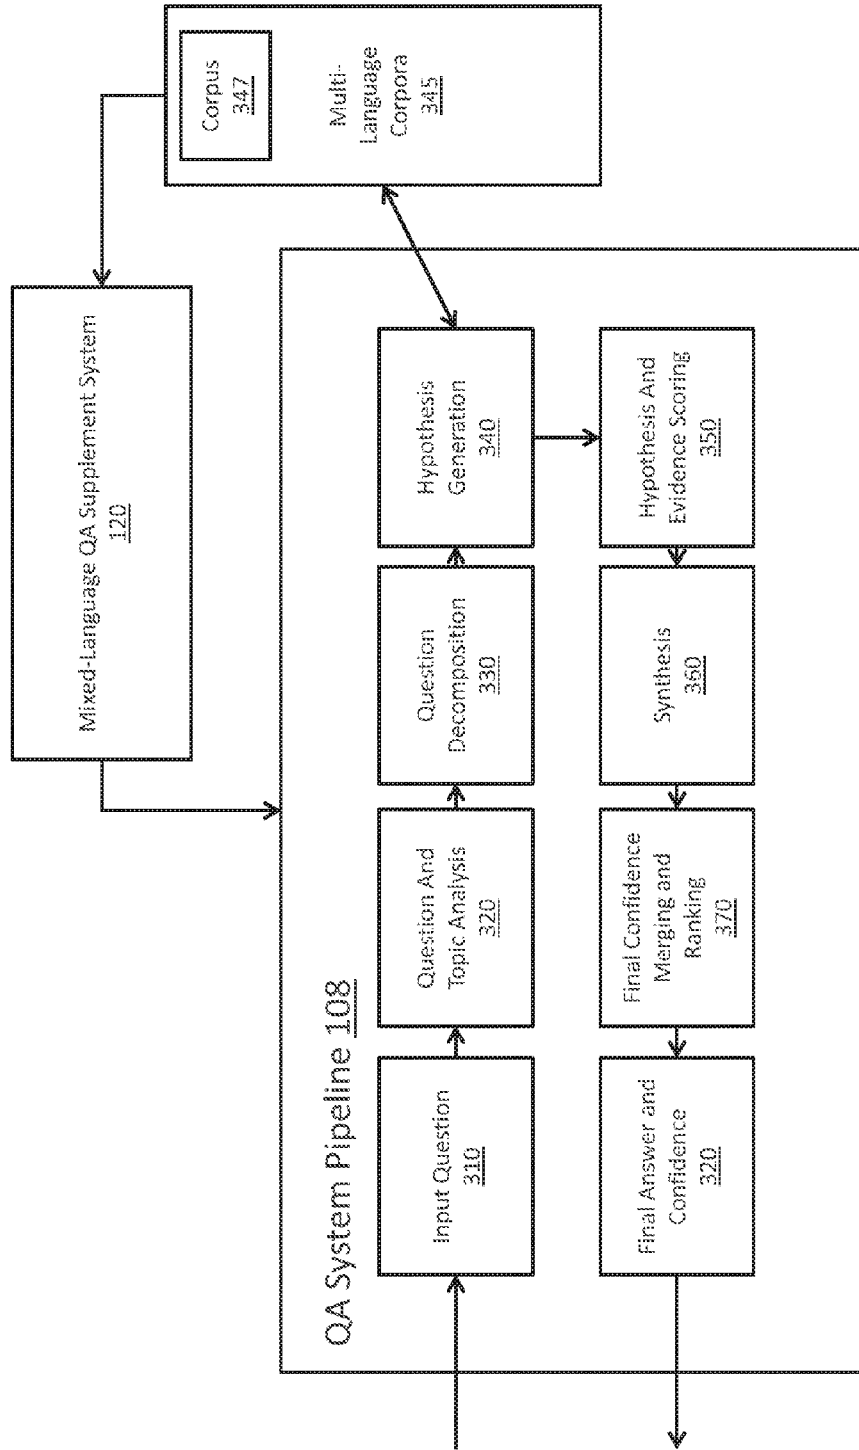 Mixed-Language QA Supplement System
120
Corpus
347
Multi-
Language
Corpora
345
QA System Pipeline 108
Input Question
310
Question And
Topic Analysis
320
Question
Decomposition
330
Hypothesis
Generation
340
Hypothesis And
Evidence Scoring
350
Synthesis
360
Final Confidence
Merging and
Ranking
370
Final Answer and
Confidence
320